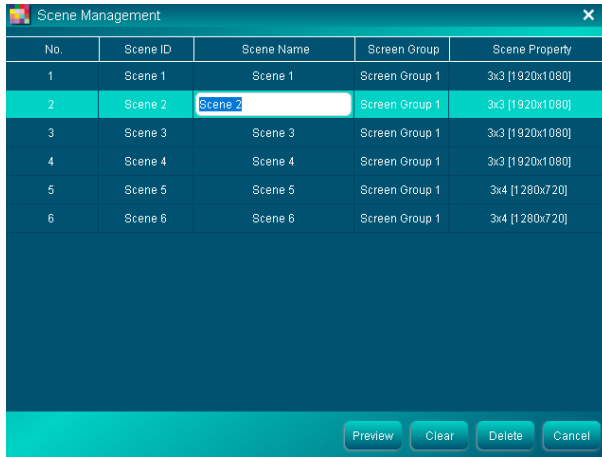 Scene Management
No. Scene ID Scene Name Screen Group Scene Property
1 Scene 1 Scene 1 Screen Group 1 3x3 [1920x1080]
2 Scene 2 Scene 2 Screen Group 1 3x3 [1920x1080]
3 Scene 3 Scene 3 Screen Group 1 3x3 [1920x1080]
4 Scene 4 Scene 4 Screen Group 1 3x3 [1920x1080]
5 Scene 5 Scene 5 Screen Group 1 3x4 [1280x720]
6 Scene 6 Scene 6 Screen Group 1 3x4 [1280x720]
Preview Clear Delete Cancel